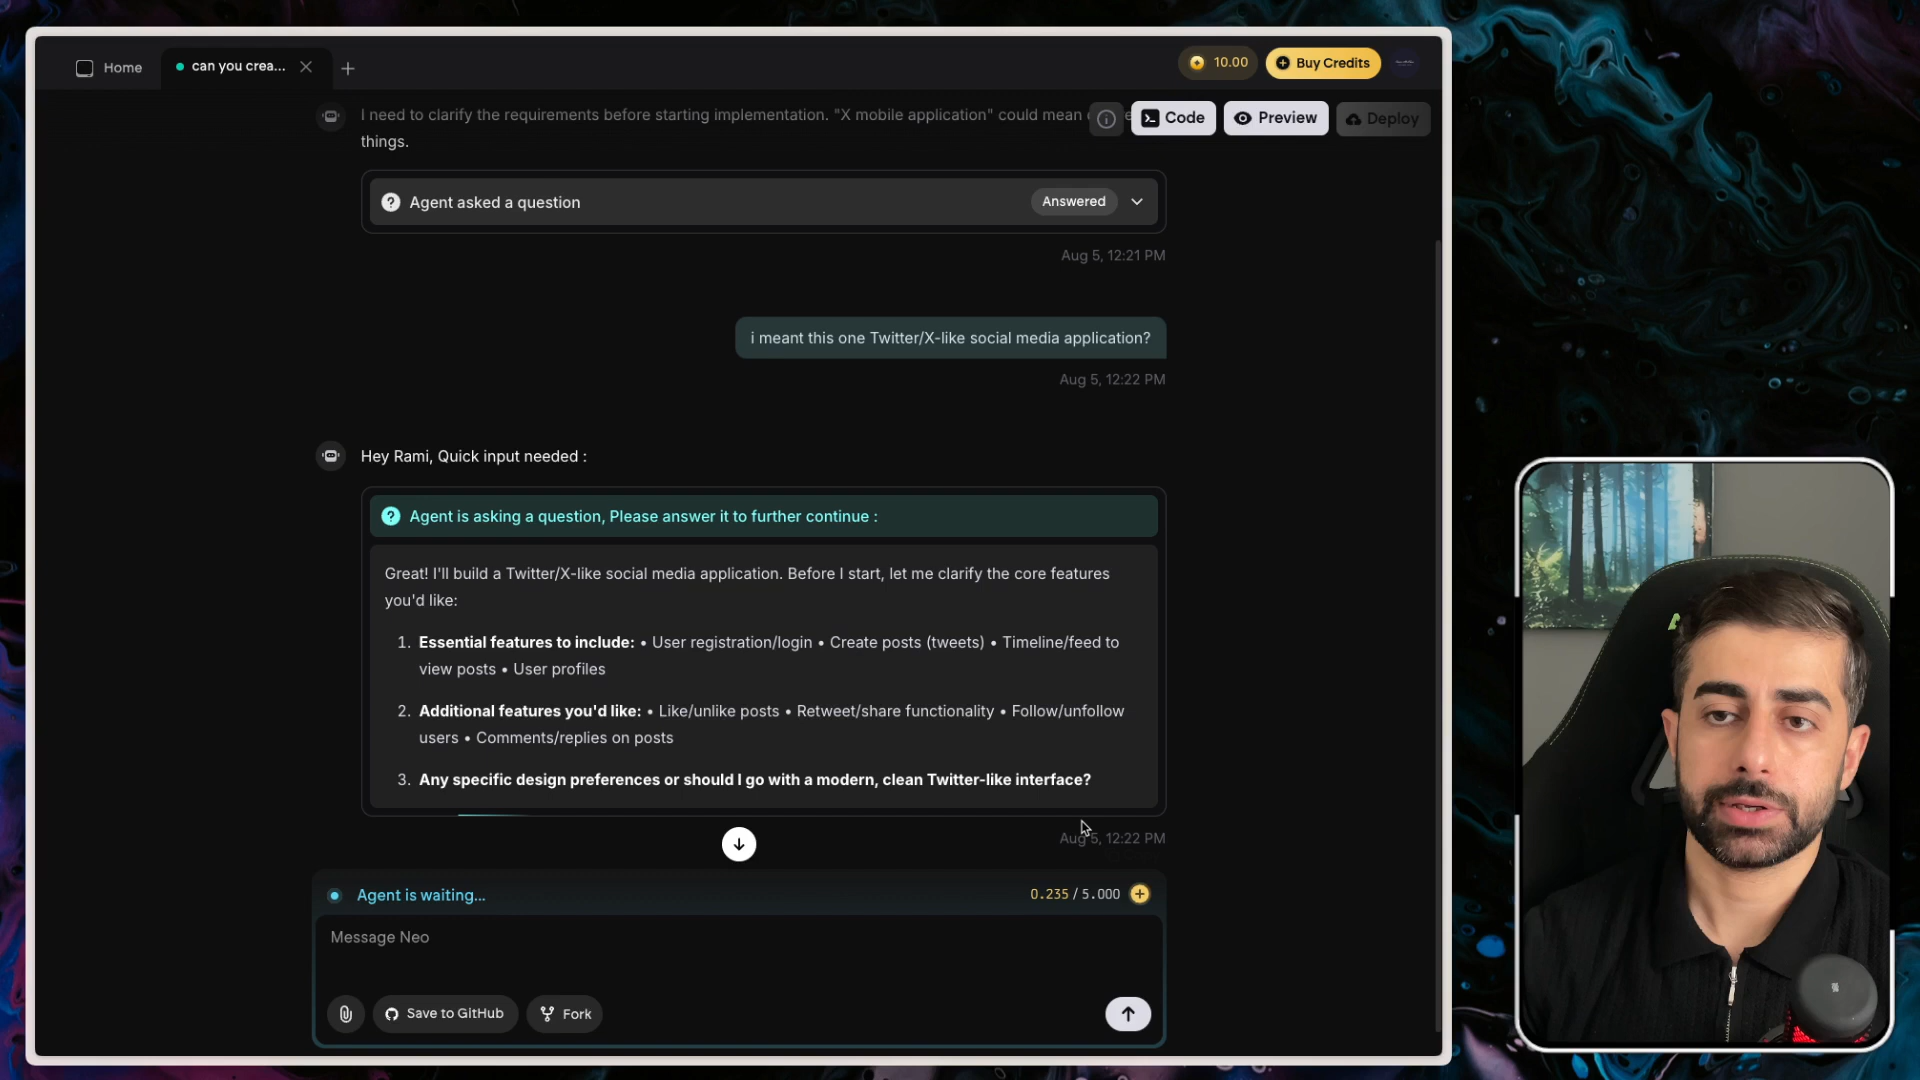 Home
can you crea...
10.00
Buy Credits
I need to clarify the requirements before starting implementation. "X mobile application" could mean
things.
Code
Preview
Deploy
Agent asked a question
Answered
Aug 5, 12:21 PM
i meant this one Twitter/X-like social media application?
Aug 5, 12:22 PM
Hey Rami, Quick input needed :
Agent is asking a question, Please answer it to further continue :
Great! I'll build a Twitter/X-like social media application. Before I start, let me clarify the core features
you'd like:
1. Essential features to include: • User registration/login • Create posts (tweets) • Timeline/feed to
view posts • User profiles
2. Additional features you'd like: • Like/unlike posts • Retweet/share functionality • Follow/unfollow
users • Comments/replies on posts
3. Any specific design preferences or should I go with a modern, clean Twitter-like interface?
Aug 5, 12:22 PM
Agent is waiting...
0.235 / 5.000
Message Neo
Save to GitHub
Fork